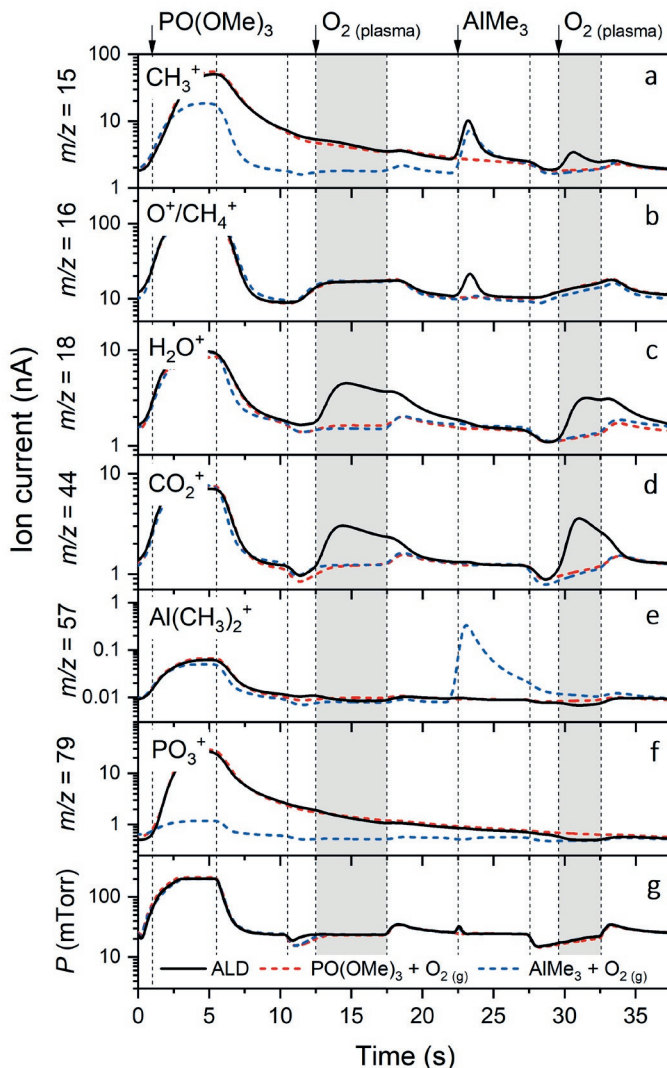 PO(OMe)3 O2 (plasma) AlMe3 O2 (plasma)
Ion current (nA)
m/z = 15
100
10
1
CH3+
a
m/z = 16
100
10
O+/CH4+
b
m/z = 18
10
1
H2O+
c
m/z = 44
10
1
CO2+
d
m/z = 57
1
0.1
0.01
Al(CH3)2+
e
m/z = 79
10
1
PO3+
f
P (mTorr)
100
10
g
ALD PO(OMe)3 + O2 (g) AlMe3 + O2 (g)
0 5 10 15 20 25 30 35
Time (s)